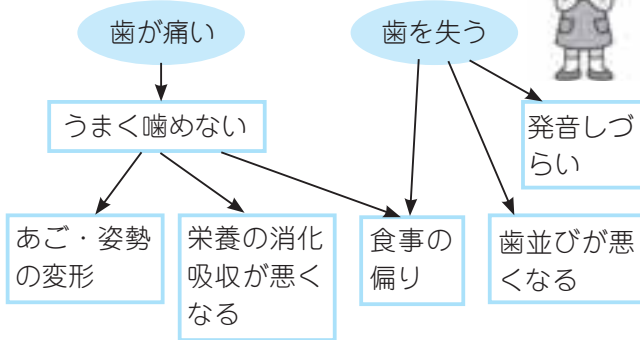 歯が痛い
歯を失う
うまく噛めない
発音しづ
らい
あご・姿勢
の変形
栄養の消化
吸収が悪く
なる
食事の
偏り
歯並びが悪
くなる